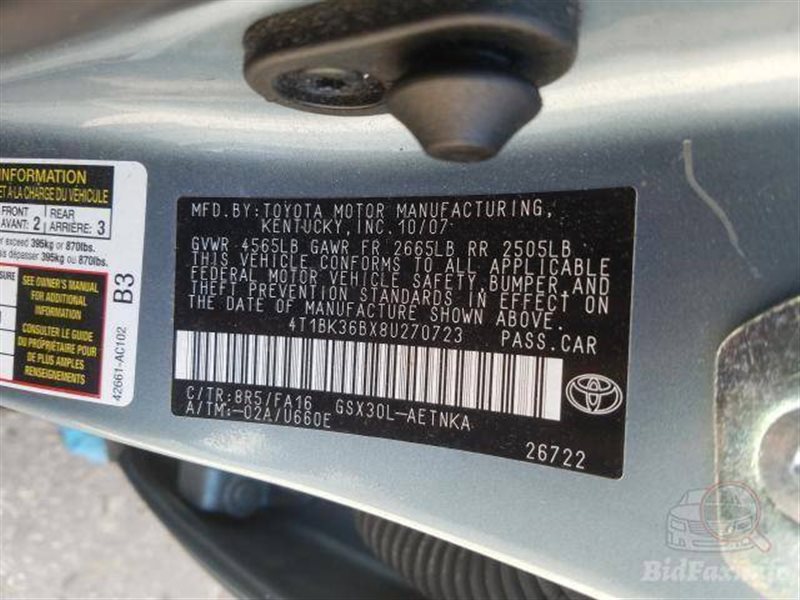 INFORMATION
ET A LA CHARGE DU VÉHICULE
FRONT
AVANT: 2
REAR
ARRIÈRE: 3
exceed 395kg or 870lbs.
dépasser 395kg ou 870lbs.
SURE
SEE OWNER'S MANUAL
FOR ADDITIONAL
INFORMATION
CONSULTER LE GUIDE
DU PROPRIÉTAIRE POUR
PLUS DE
RENSEIGNEMENTS
B3
42661-AC102
MFD.BY:TOYOTA MOTOR MANUFACTURING,
KENTUCKY, INC. 10/07
GVWR 4565LB GAWR FR 2665LB RR 2505LB
THIS VEHICLE CONFORMS TO ALL APPLICABLE
FEDERAL MOTOR VEHICLE SAFETY, BUMPER, AND
THEFT PREVENTION STANDARDS IN EFFECT ON
THE DATE OF MANUFACTURE SHOWN ABOVE.
4T1BK36BX8U270723 PASS.CAR
C/TR:8R5/FA16 GSX30L-AETNKA
A/TM:-02A/U660E
26722